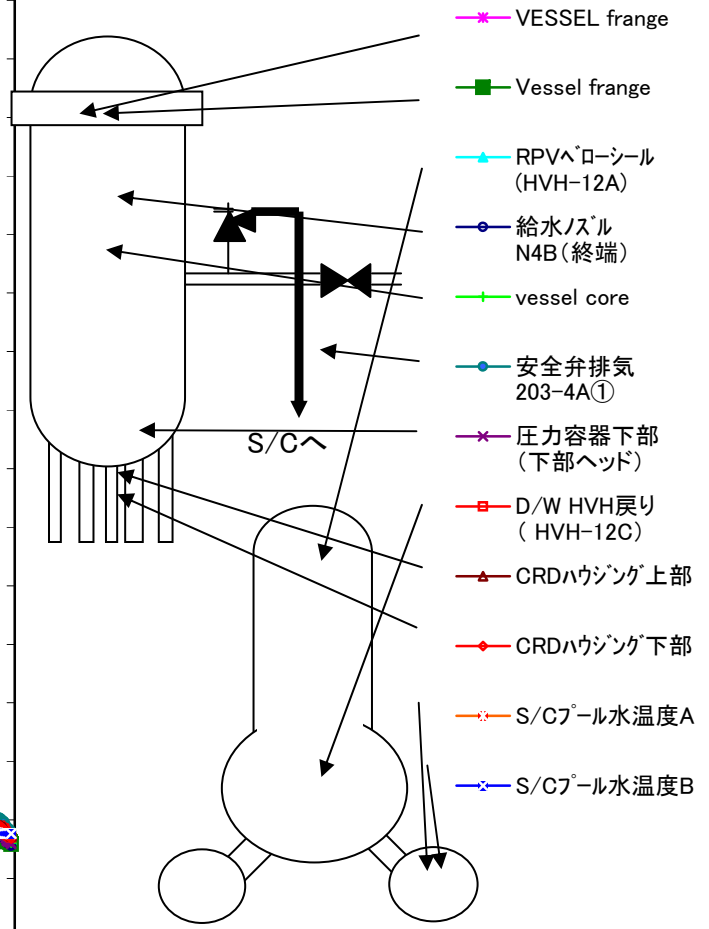 VESSEL frange
Vessel frange
RPVﾍﾞﾛｰｼｰﾙ
(HVH-12A)
給水ﾉｽﾞﾙ
N4B(終端)
vessel core
安全弁排気
203-4A①
圧力容器下部
(下部ヘッド)
D/W HVH戻り
( HVH-12C)
CRDﾊｳｼﾞﾝｸﾞ上部
CRDﾊｳｼﾞﾝｸﾞ下部
S/Cﾌﾟｰﾙ水温度A
S/Cﾌﾟｰﾙ水温度B
S/Cへ